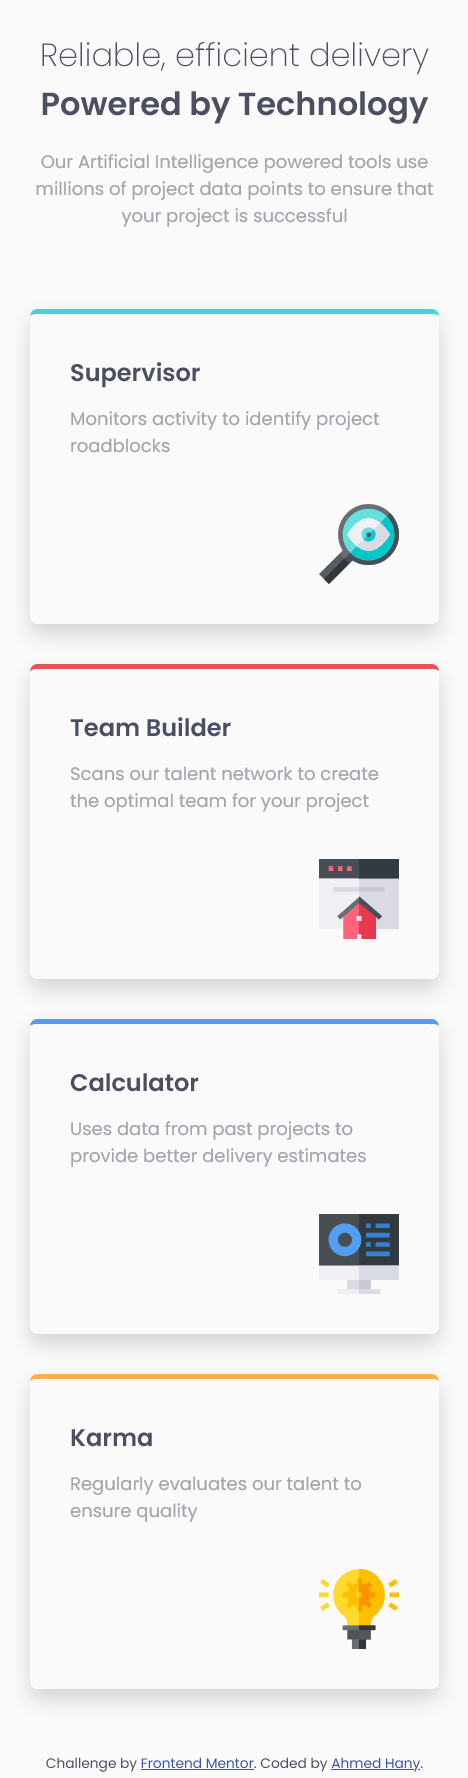 Reliable, efficient delivery
Powered by Technology
Our Artificial Intelligence powered tools use
millions of project data points to ensure that
your project is successful
Supervisor
Monitors activity to identify project
roadblocks
Team Builder
Scans our talent network to create
the optimal team for your project
Calculator
Uses data from past projects to
provide better delivery estimates
Karma
Regularly evaluates our talent to
ensure quality
Challenge by Frontend Mentor. Coded by Ahmed Hany.